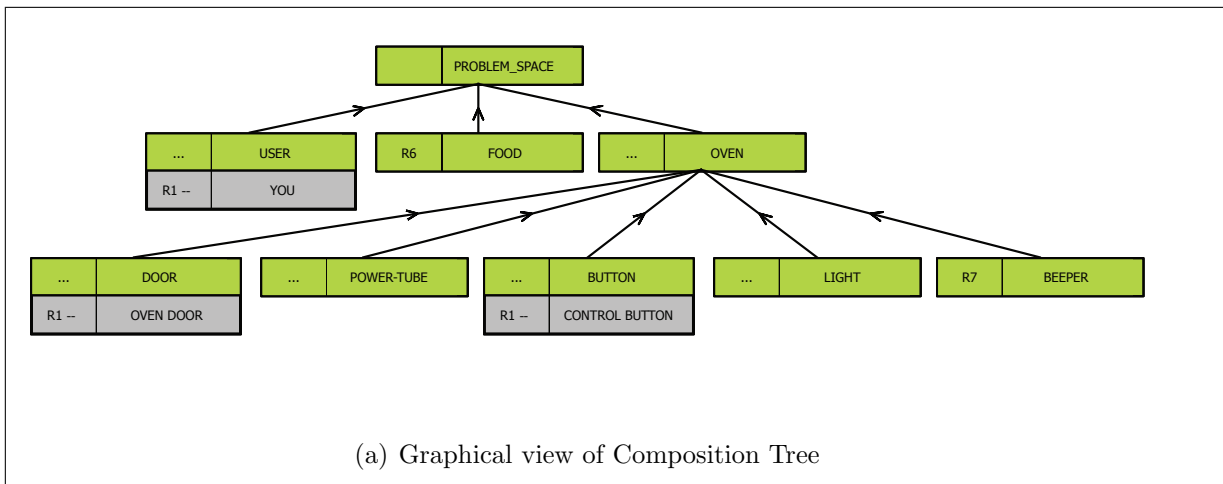 PROBLEM_SPACE
... USER R6 FOOD ... OVEN
R1 -- YOU
... DOOR ... POWER-TUBE ... BUTTON ... LIGHT R7 BEEPER
R1 -- OVEN DOOR R1 -- CONTROL BUTTON
(a) Graphical view of Composition Tree